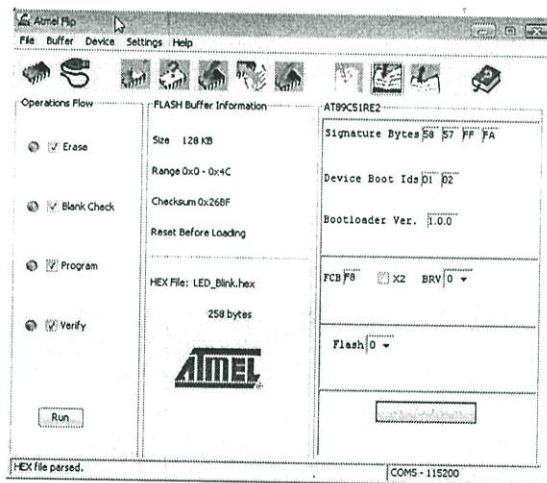 Atmel Flip
File Buffer Device Settings Help
Operations Flow
Erase
Blank Check
Program
Verify
Run
FLASH Buffer Information
Size 128 KB
Range 0x0 - 0x4C
Checksum 0x26BF
Reset Before Loading
HEX File: LED_Blink.hex
258 bytes
ATMEL
AT89C51RE2
Signature Bytes 58 57 FF FA
Device Boot Ids 01 02
Bootloader Ver. 1.0.0
FCB F8 X2 BRV 0
Flash 0
HEX file parsed.
COM5 - 115200